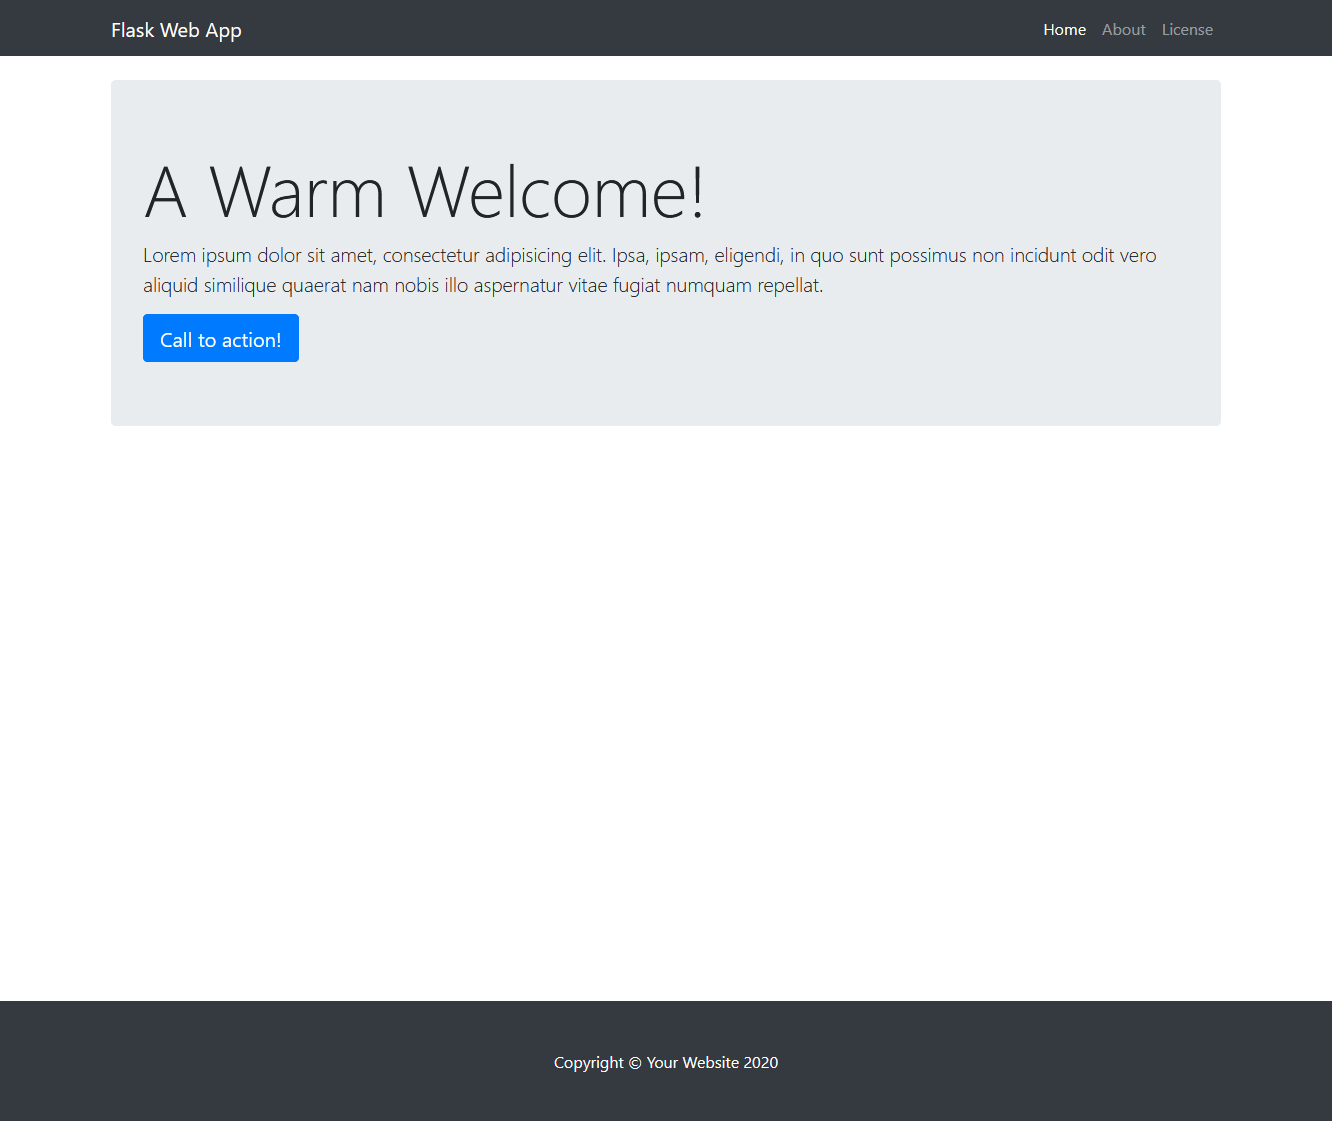 Flask Web App
Home About License
A Warm Welcome!
Lorem ipsum dolor sit amet, consectetur adipisicing elit. Ipsa, ipsam, eligendi, in quo sunt possimus non incidunt odit vero
aliquid similique quaerat nam nobis illo aspernatur vitae fugiat numquam repellat.
Call to action!
Copyright © Your Website 2020